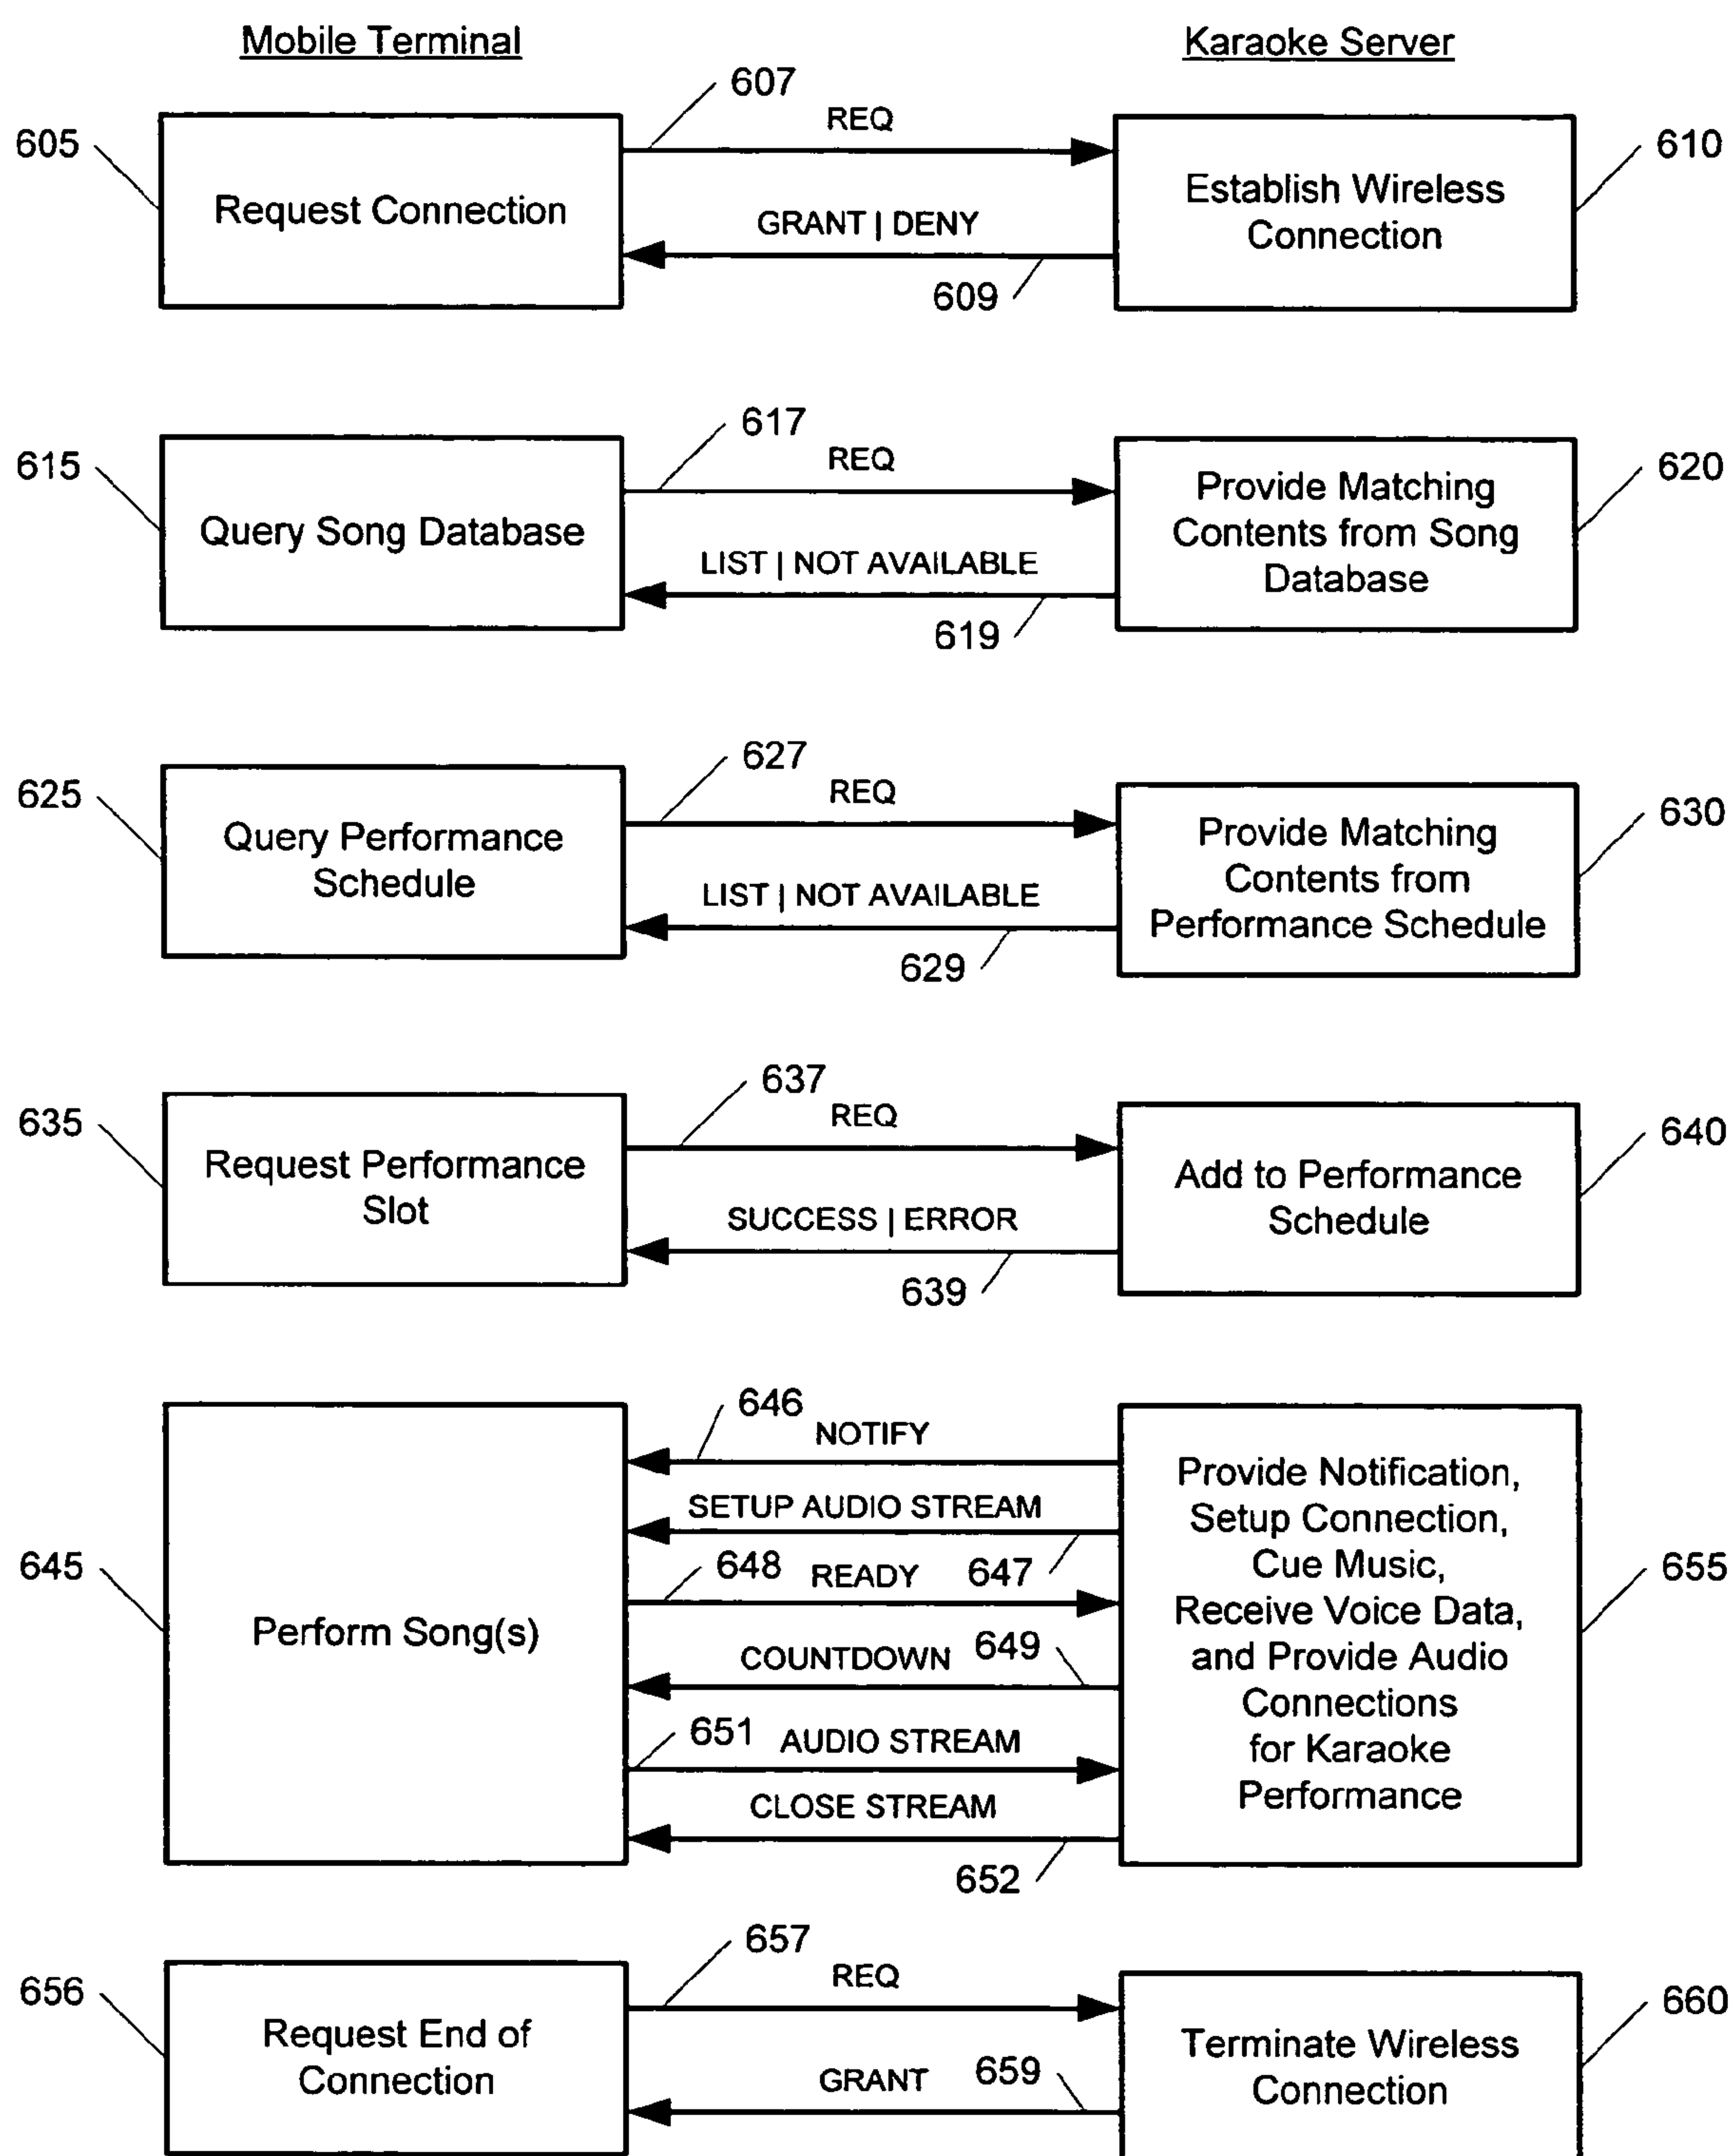 Mobile Terminal
Karaoke Server
607
REQ
605
610
Request Connection
Establish Wireless
Connection
GRANT | DENY
609
617
REQ
615
620
Query Song Database
Provide Matching
Contents from Song
Database
LIST | NOT AVAILABLE
619
627
REQ
625
630
Query Performance
Schedule
Provide Matching
Contents from
Performance Schedule
LIST | NOT AVAILABLE
629
637
REQ
635
640
Request Performance
Slot
Add to Performance
Schedule
SUCCESS | ERROR
639
646
NOTIFY
SETUP AUDIO STREAM
647
648
READY
645
655
Perform Song(s)
Provide Notification,
Setup Connection,
Cue Music,
Receive Voice Data,
and Provide Audio
Connections
for Karaoke
Performance
COUNTDOWN
649
651
AUDIO STREAM
CLOSE STREAM
652
657
REQ
656
660
Request End of
Connection
Terminate Wireless
Connection
GRANT
659